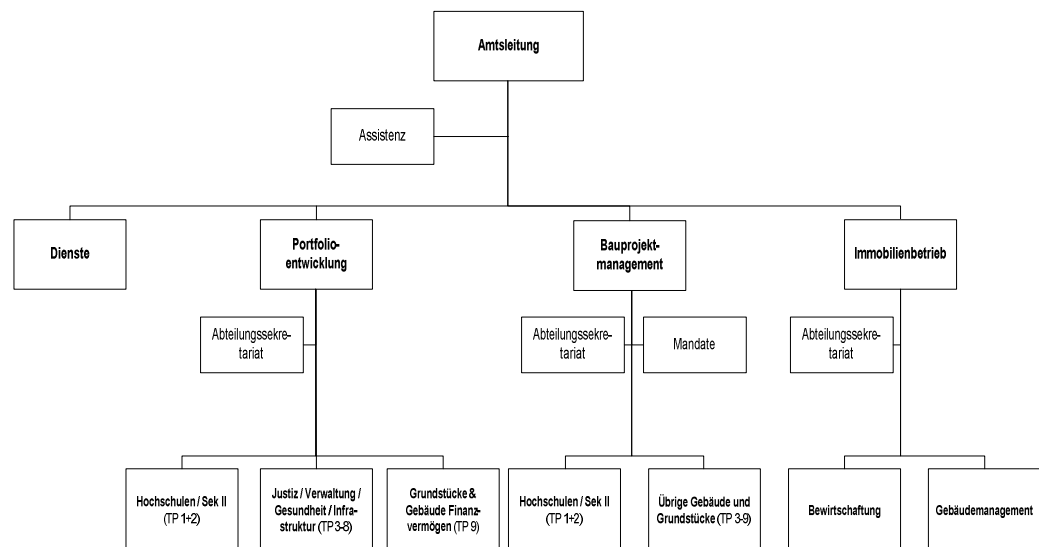 Amtsleitung
Assistenz
Dienste
Portfolio-
entwicklung
Bauprojekt-
management
Immobilienbetrieb
Abteilungssekre-
tariat
Abteilungssekre-
tariat
Mandate
Abteilungssekre-
tariat
Hochschulen / Sek II
(TP 1+2)
Justiz / Verwaltung /
Gesundheit / Infra-
struktur (TP 3-8)
Grundstücke &
Gebäude Finanz-
vermögen (TP 9)
Hochschulen / Sek II
(TP 1+2)
Übrige Gebäude und
Grundstücke (TP 3-9)
Bewirtschaftung
Gebäudemanagement